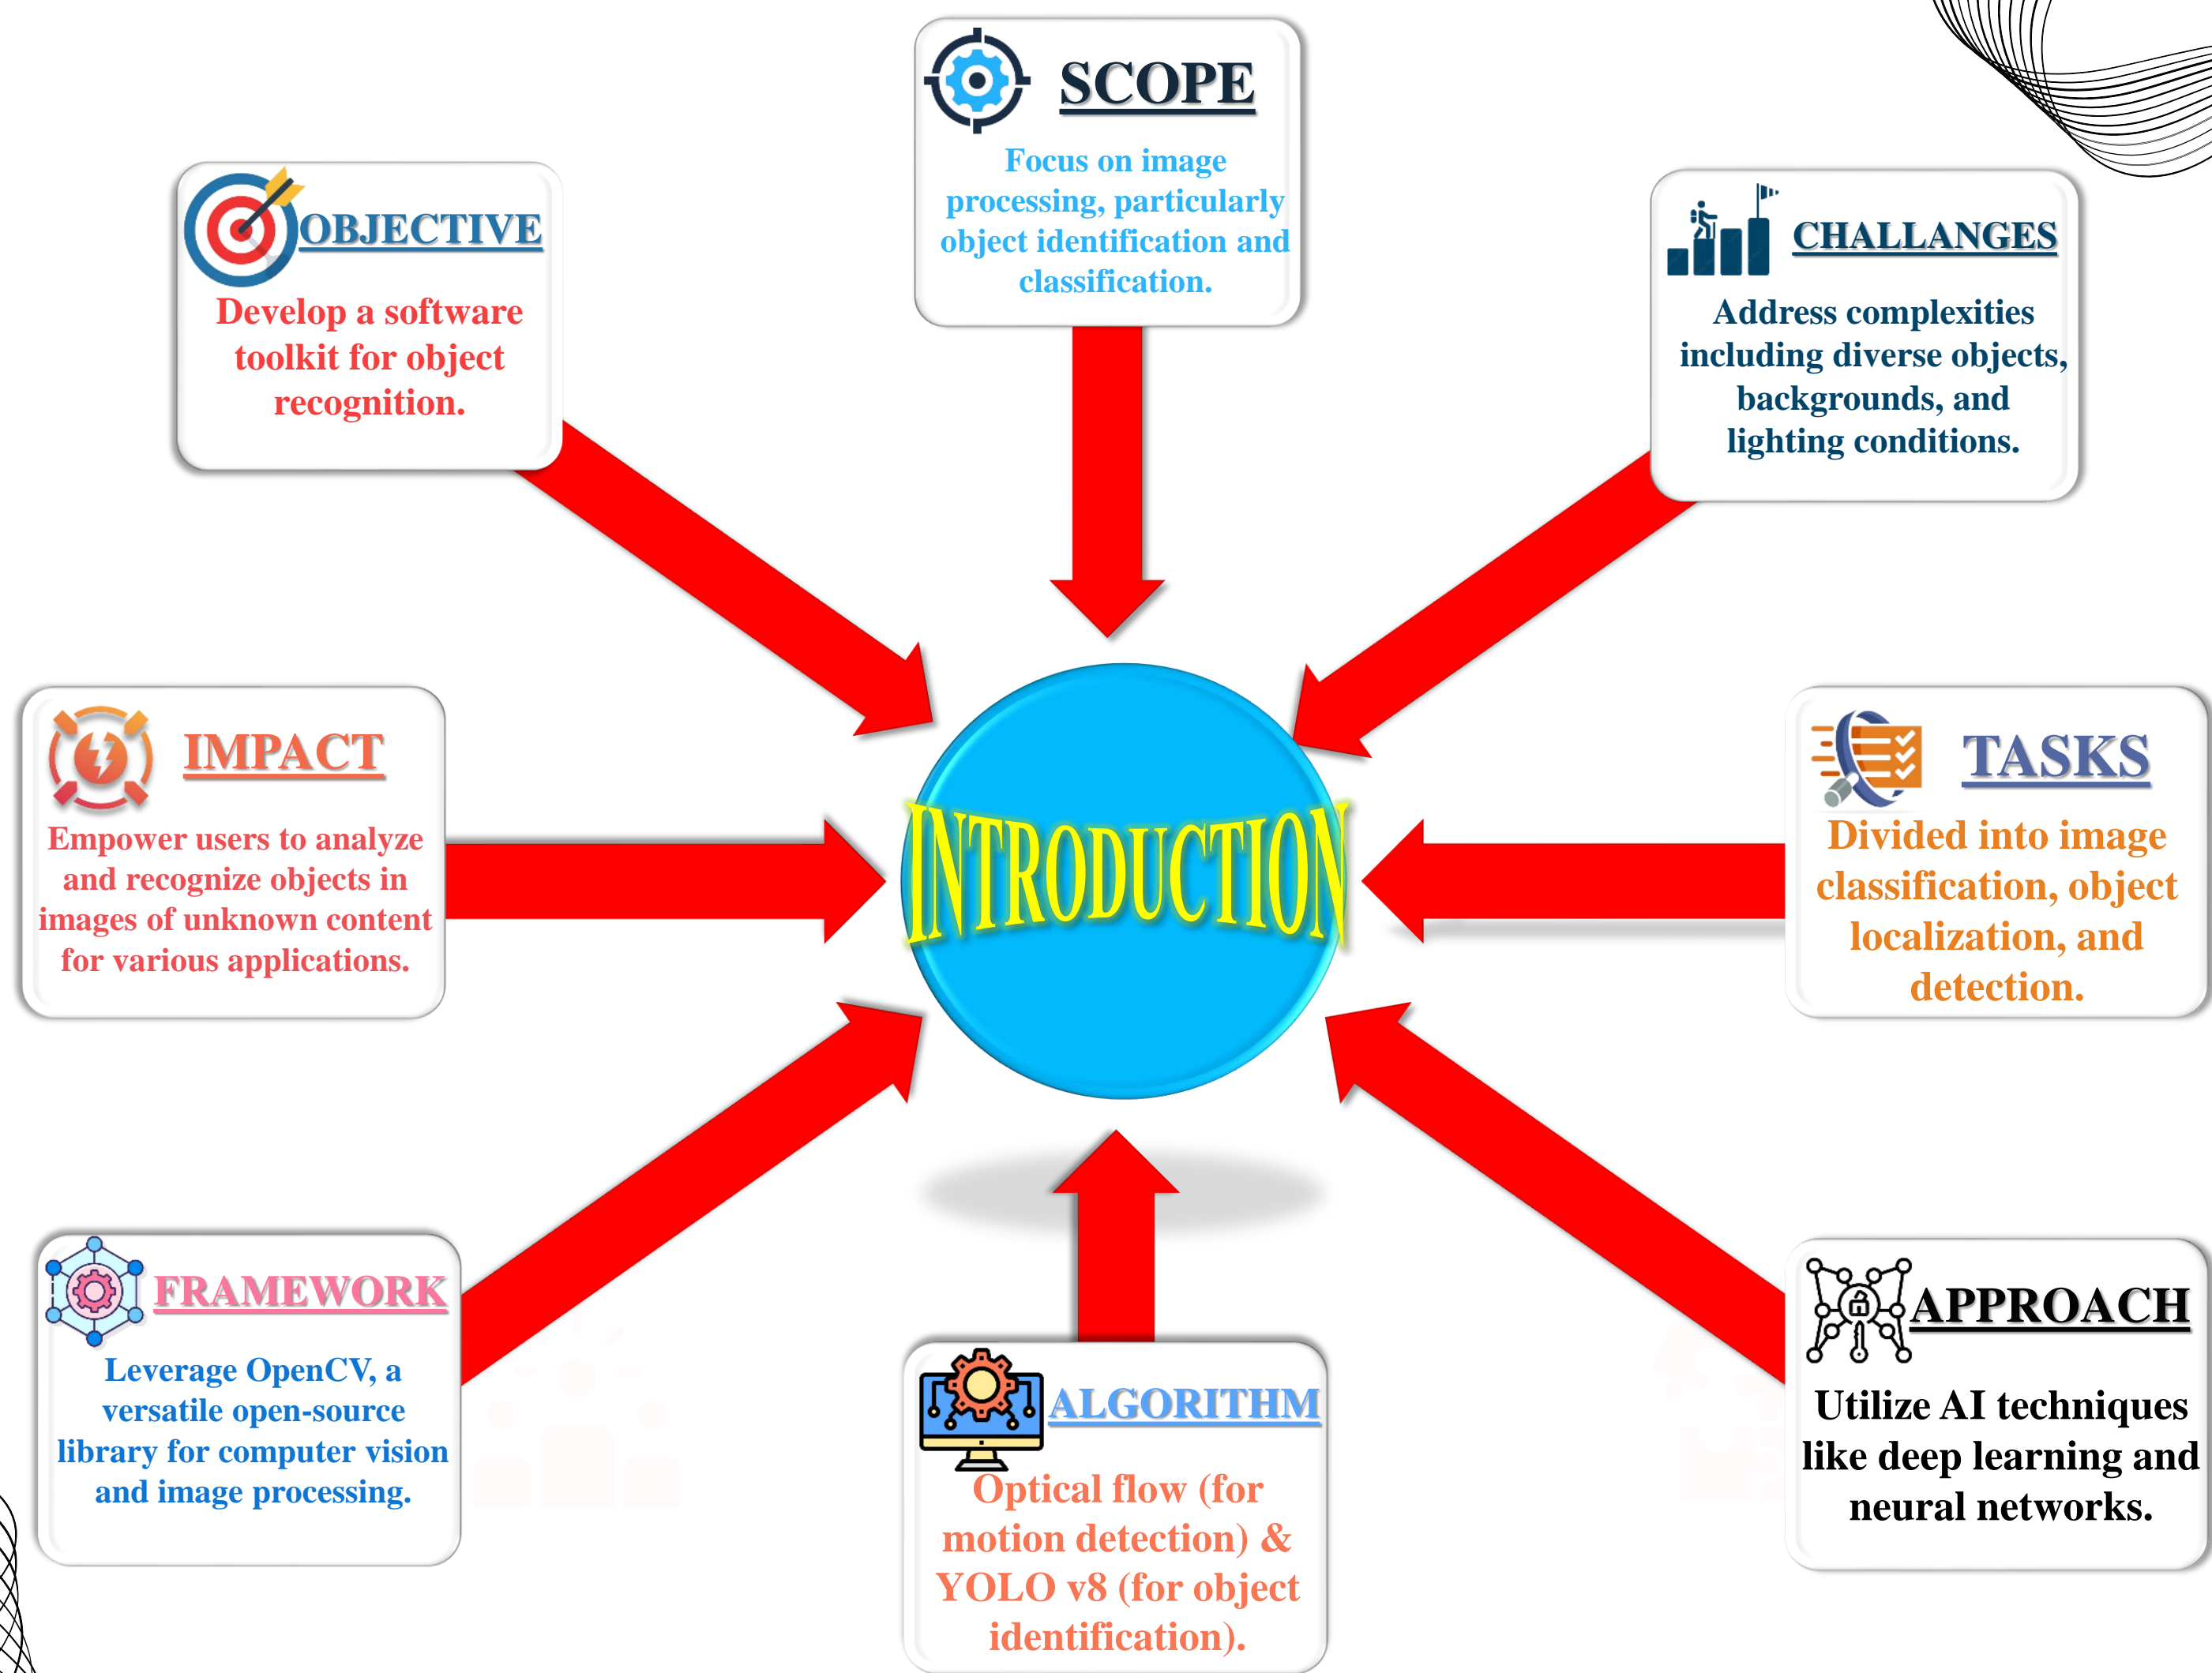 SCOPE
Focus on image
processing, particularly
object identification and
classification.
OBJECTIVE
Develop a software
toolkit for object
recognition.
CHALLANGES
Address complexities
including diverse objects,
backgrounds, and
lighting conditions.
IMPACT
Empower users to analyze
and recognize objects in
images of unknown content
for various applications.
INTRODUCTION
TASKS
Divided into image
classification, object
localization, and
detection.
FRAMEWORK
Leverage OpenCV, a
versatile open-source
library for computer vision
and image processing.
ALGORITHM
Optical flow (for
motion detection) &
YOLO v8 (for object
identification).
APPROACH
Utilize AI techniques
like deep learning and
neural networks.